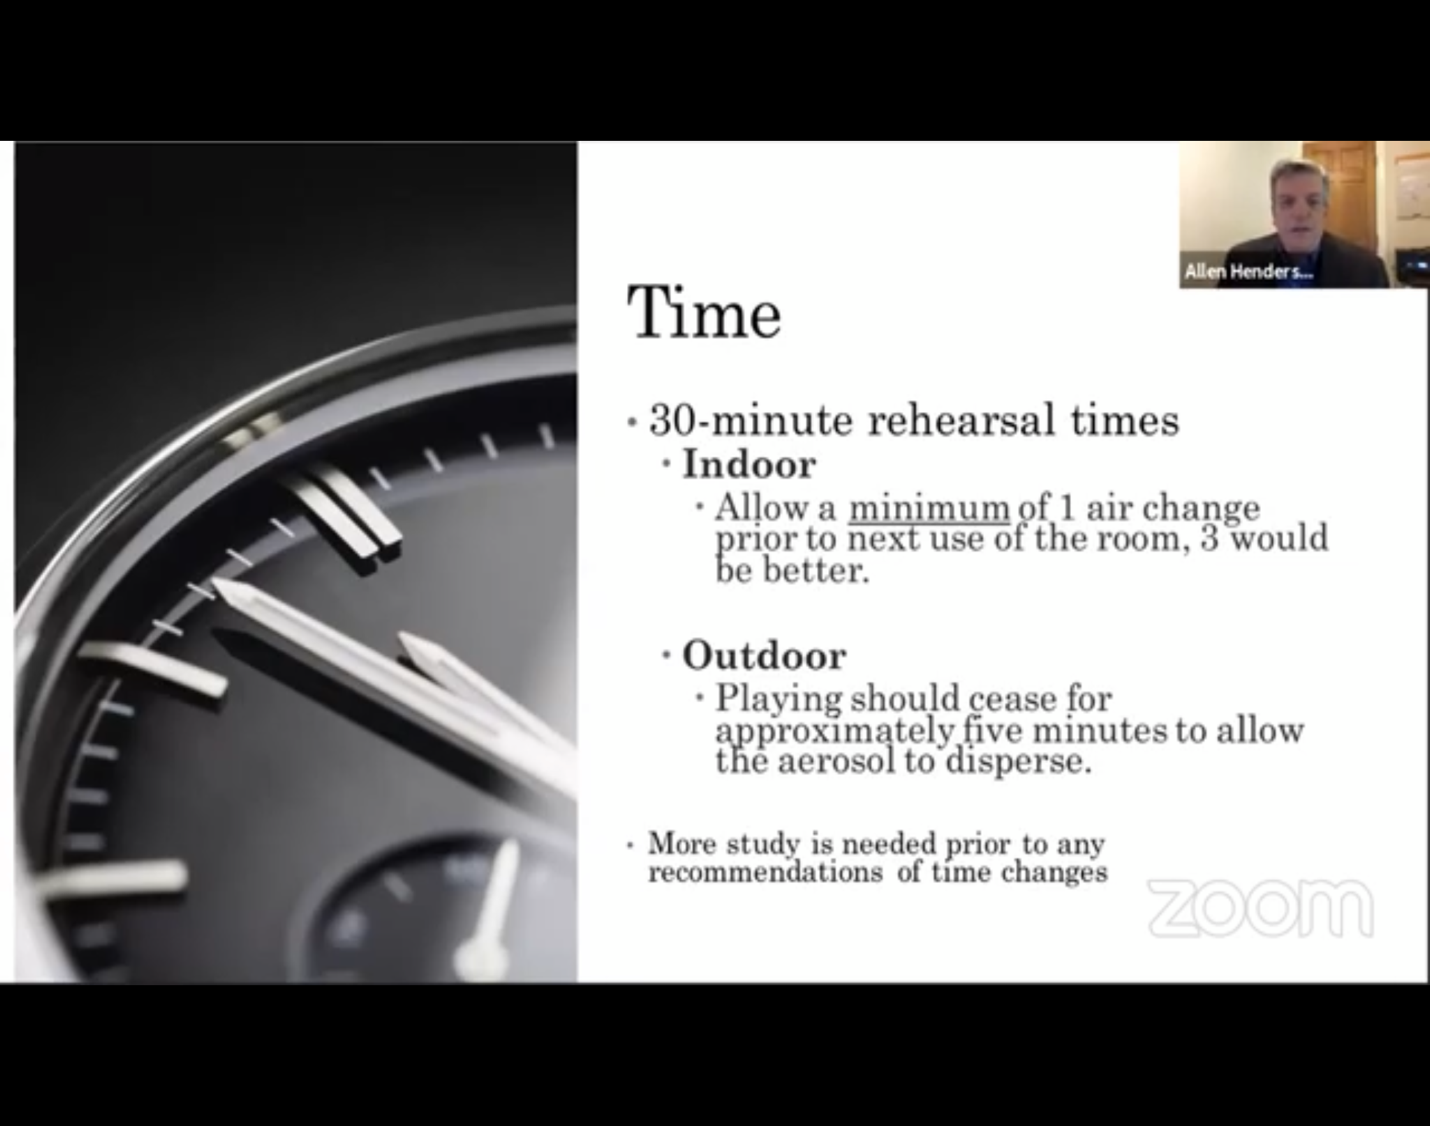 Allen Henders...
Time
• 30-minute rehearsal times
• Indoor
• Allow a minimum of 1 air change
prior to next use of the room, 3 would
be better.
• Outdoor
• Playing should cease for
approximately five minutes to allow
the aerosol to disperse.
• More study is needed prior to any
recommendations of time changes
zoom